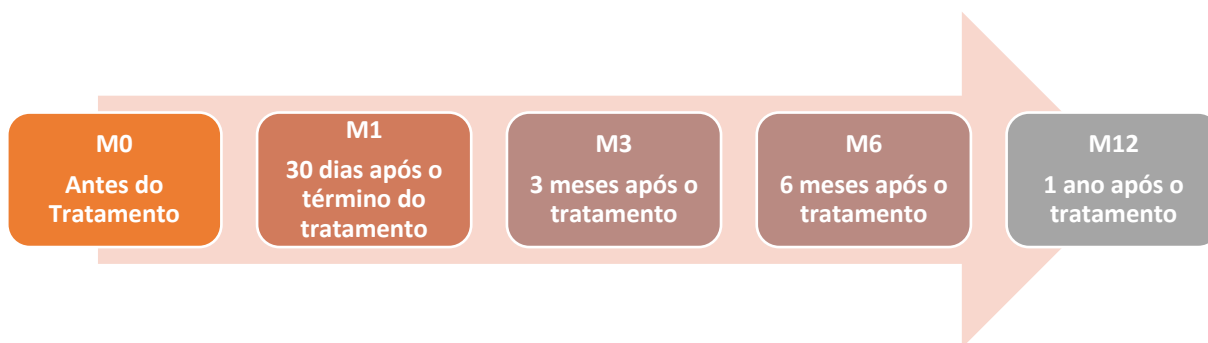 M0
Antes do
Tratamento
M1
30 dias após o
término do
tratamento
M3
3 meses após o
tratamento
M6
6 meses após o
tratamento
M12
1 ano após o
tratamento